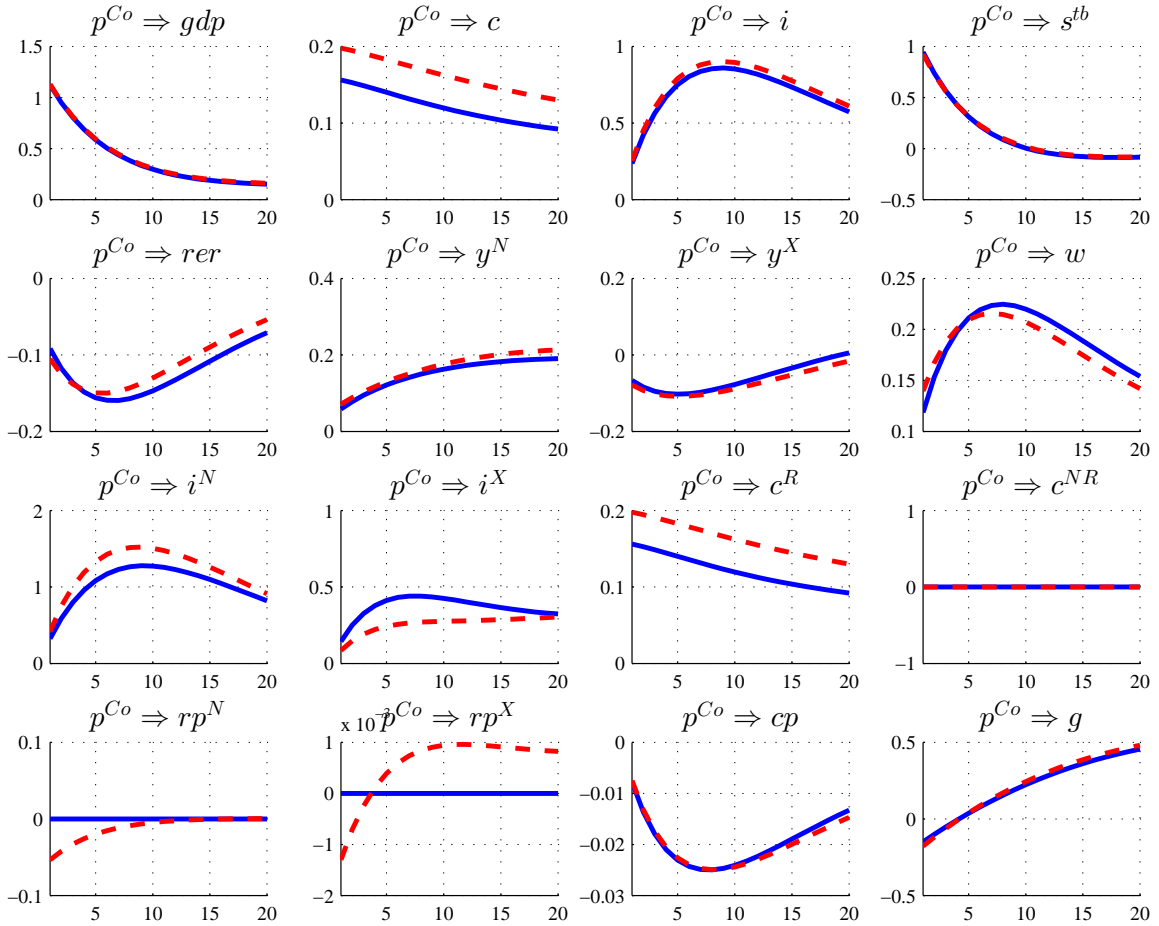 p^{Co} ⇒ gdp p^{Co} ⇒ c p^{Co} ⇒ i p^{Co} ⇒ s^{tb}
1.5 0.2 1 1
1 0.5
0.5 0.1 0.5 0
0 0 0 −0.5
5 10 15 20 5 10 15 20 5 10 15 20 5 10 15 20
p^{Co} ⇒ rer p^{Co} ⇒ y^N p^{Co} ⇒ y^X p^{Co} ⇒ w
0 0.4 0.2 0.25
0.2
−0.1 0.2 0 0.15
−0.2 0 −0.2 0.1
5 10 15 20 5 10 15 20 5 10 15 20 5 10 15 20
p^{Co} ⇒ i^N p^{Co} ⇒ i^X p^{Co} ⇒ c^R p^{Co} ⇒ c^{NR}
2 1 0.2 1
1 0.5 0.1 0
0 0 0 −1
5 10 15 20 5 10 15 20 5 10 15 20 5 10 15 20
p^{Co} ⇒ rp^N x 10^{−3} p^{Co} ⇒ rp^X p^{Co} ⇒ cp p^{Co} ⇒ g
0.1 1 0 0.5
0 0 −0.01 0
−1 −0.02
−0.1 −2 −0.03 −0.5
5 10 15 20 5 10 15 20 5 10 15 20 5 10 15 20